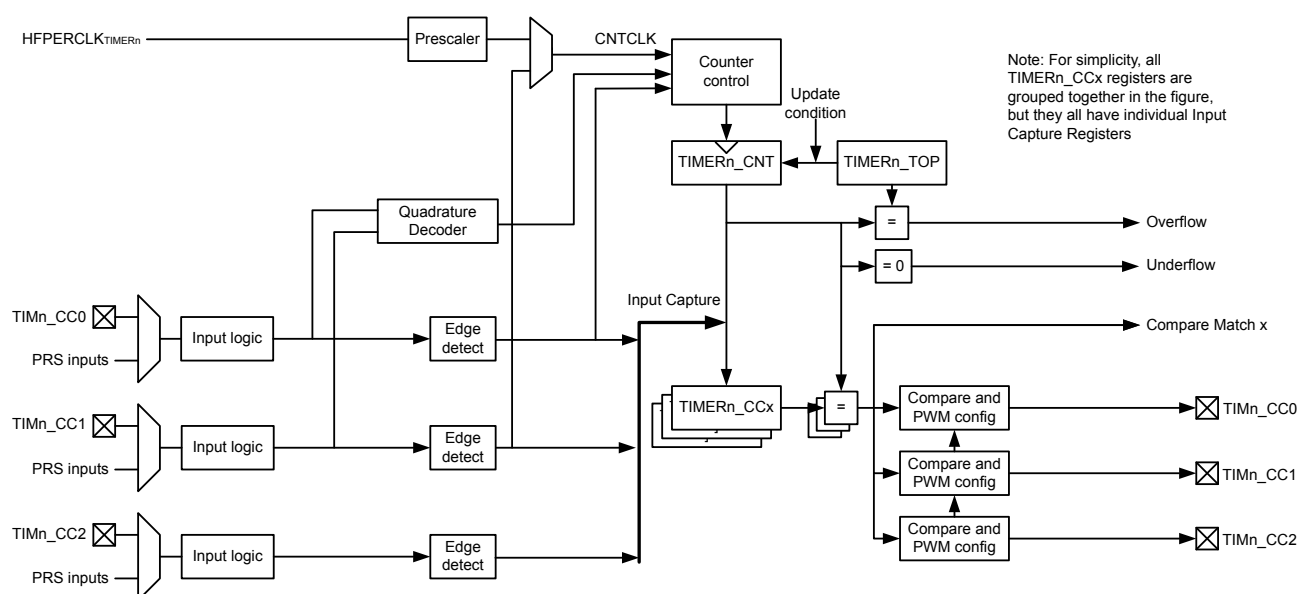 HFPERCLKTIMERn
Prescaler
CNTCLK
Counter
control
Note: For simplicity, all
TIMERn_CCx registers are
grouped together in the figure,
but they all have individual Input
Capture Registers
Update
condition
TIMERn_CNT
TIMERn_TOP
Quadrature
Decoder
=
Overflow
= 0
Underflow
TIMn_CC0
PRS inputs
Input logic
Edge
detect
Input Capture
Compare Match x
TIMERn_CCx
=
Compare and
PWM config
TIMn_CC0
TIMn_CC1
PRS inputs
Input logic
Edge
detect
Compare and
PWM config
TIMn_CC1
TIMn_CC2
PRS inputs
Input logic
Edge
detect
Compare and
PWM config
TIMn_CC2